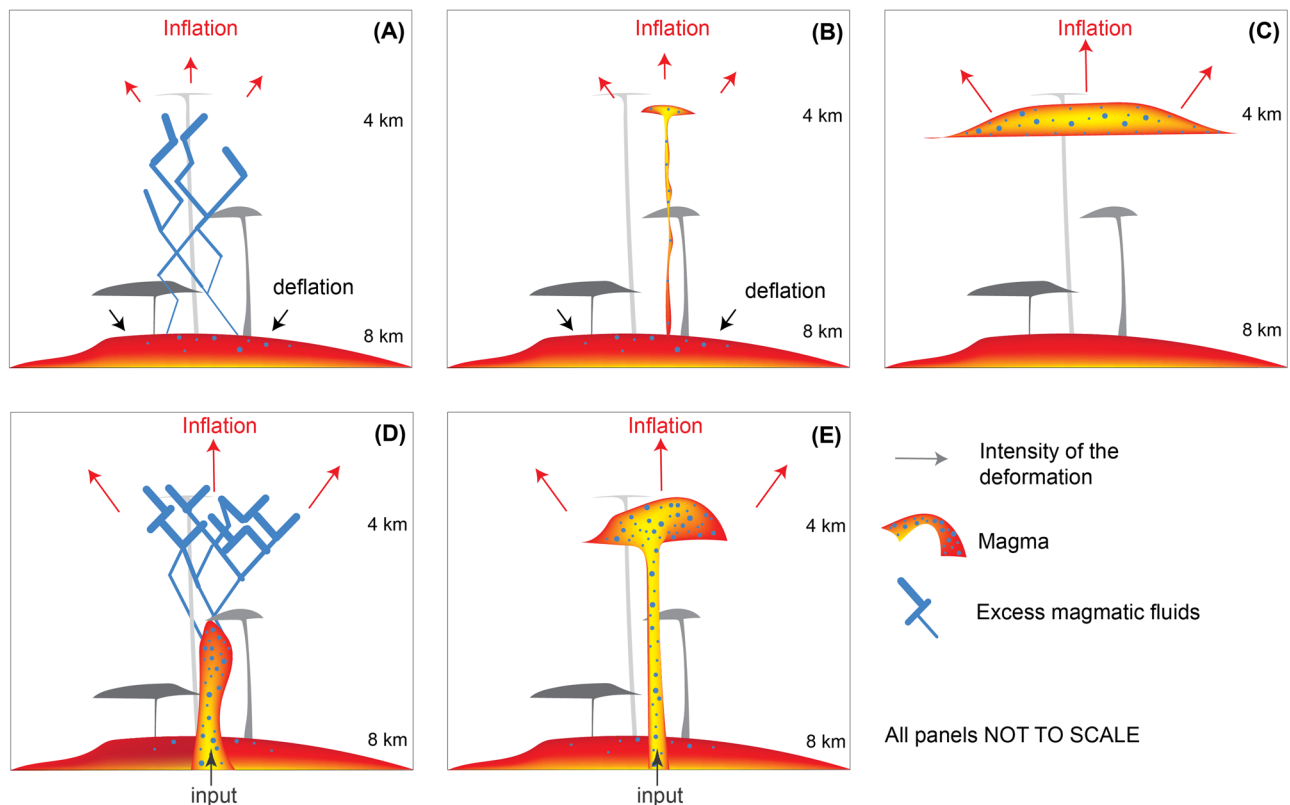 Inflation
(A)
4 km
deflation
8 km
Inflation
(B)
4 km
deflation
8 km
Inflation
(C)
4 km
8 km
Inflation
(D)
4 km
8 km
input
Inflation
(E)
4 km
8 km
input
Intensity of the
deformation
Magma
Excess magmatic fluids
All panels NOT TO SCALE